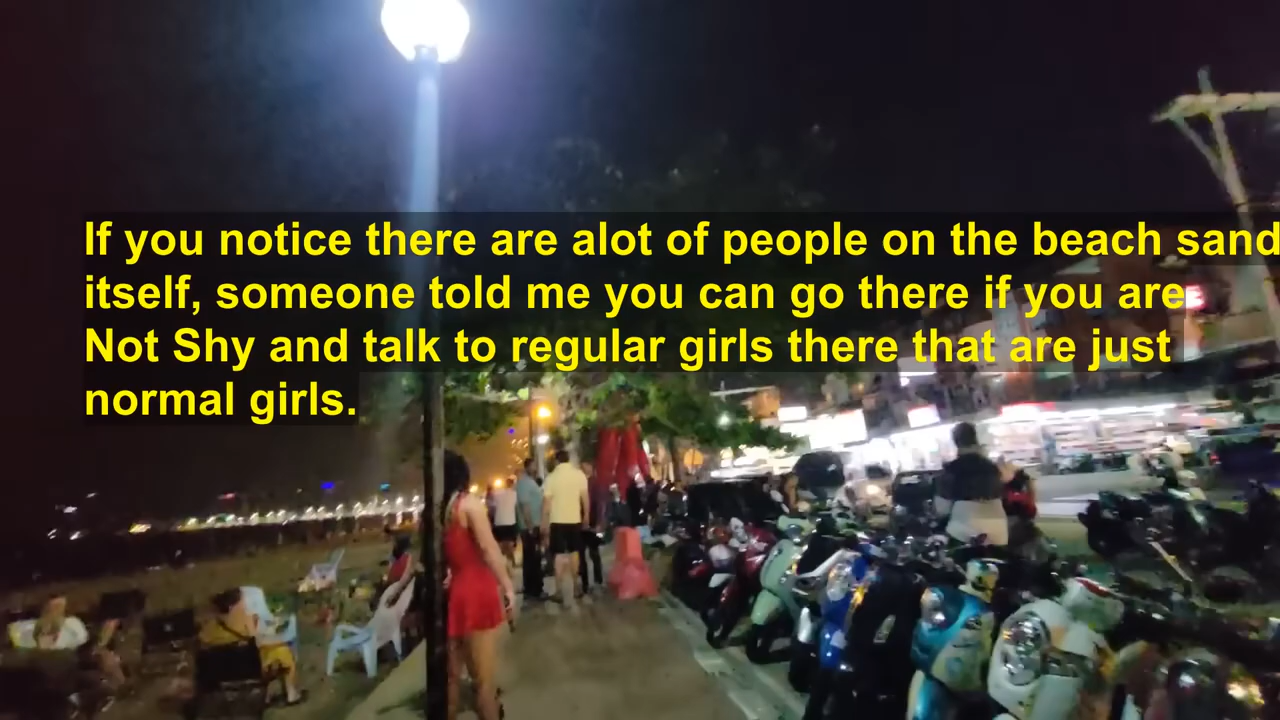 If you notice there are alot of people on the beach sand
itself, someone told me you can go there if you are
Not Shy and talk to regular girls there that are just
normal girls.